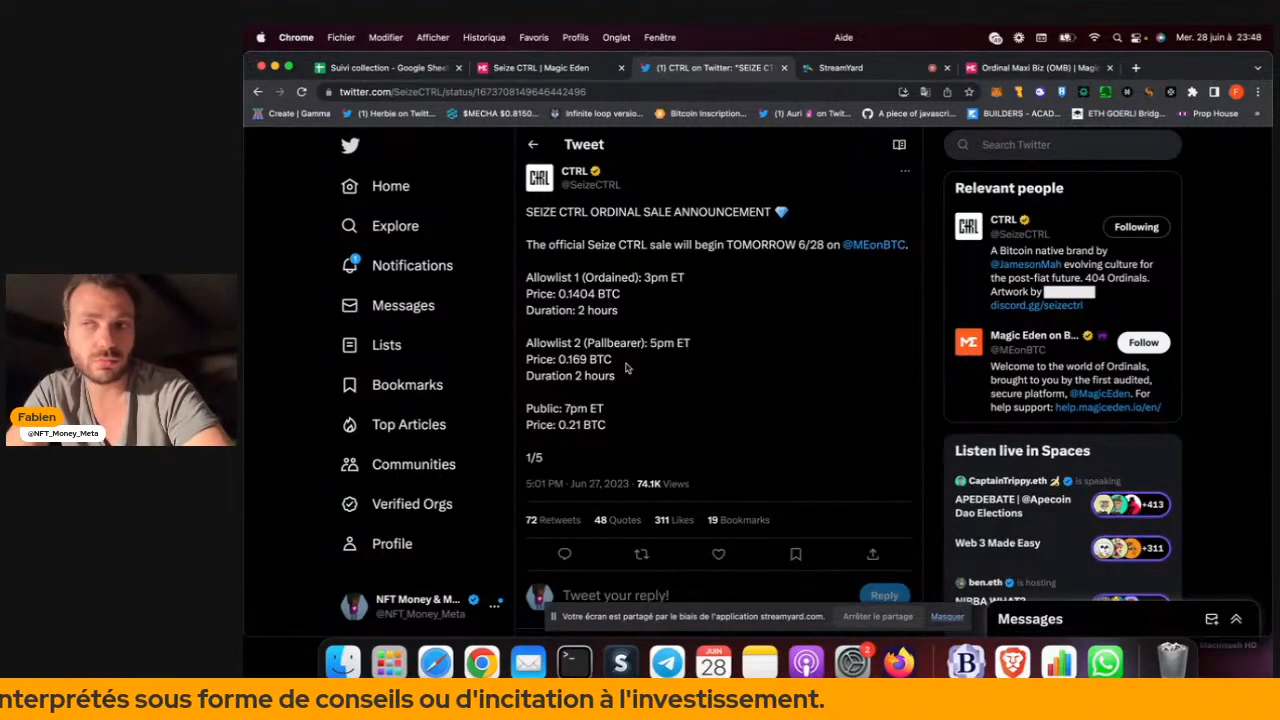 Chrome Fichier Modifier Afficher Historique Favoris Profils Onglet Fenêtre Aide Mer. 28 juin à 23:48
Suivi collection - Google Shee
Seize CTRL | Magic Eden
(1) CTRL on Twitter: "SEIZE CT
StreamYard
Ordinal Maxi Biz (OMB) | Magi
twitter.com/SeizeCTRL/status/1673708149646442496
Create | Gamma
(1) Herbie on Twitt...
$MECHA $0.8150...
Infinite loop versio...
Bitcoin Inscription...
(1) Auri on Twit...
A piece of javascri...
BUILDERS - ACAD...
ETH GOERLI Bridg...
Prop House
Home
Explore
Notifications
Messages
Lists
Bookmarks
Top Articles
Communities
Verified Orgs
Profile
NFT Money & M...
@NFT_Money_Meta
Tweet
CTRL
@SeizeCTRL
SEIZE CTRL ORDINAL SALE ANNOUNCEMENT 💎
The official Seize CTRL sale will begin TOMORROW 6/28 on @MEonBTC.
Allowlist 1 (Ordained): 3pm ET
Price: 0.1404 BTC
Duration: 2 hours
Allowlist 2 (Pallbearer): 5pm ET
Price: 0.169 BTC
Duration 2 hours
Public: 7pm ET
Price: 0.21 BTC
1/5
5:01 PM · Jun 27, 2023 · 74.1K Views
72 Retweets 48 Quotes 311 Likes 19 Bookmarks
Tweet your reply!
Reply
Votre écran est partagé par le biais de l'application streamyard.com.
Arrêter le partage
Masquer
Search Twitter
Relevant people
CTRL
@SeizeCTRL
Following
A Bitcoin native brand by
@JamesonMah evolving culture for
the post-fiat future. 404 Ordinals.
Artwork by
discord.gg/seizectrl
Magic Eden on B...
@MEonBTC
Follow
Welcome to the world of Ordinals,
brought to you by the first audited,
secure platform, @MagicEden. For
help support: help.magiceden.io/en/
Listen live in Spaces
CaptainTrippy.eth is speaking
APEDEBATE | @Apecoin
Dao Elections
+413
Web 3 Made Easy
+311
ben.eth is hosting
Messages
Macintosh HD
JUIN
28
2
Fabien
@NFT_Money_Meta
nterprétés sous forme de conseils ou d'incitation à l'investissement.